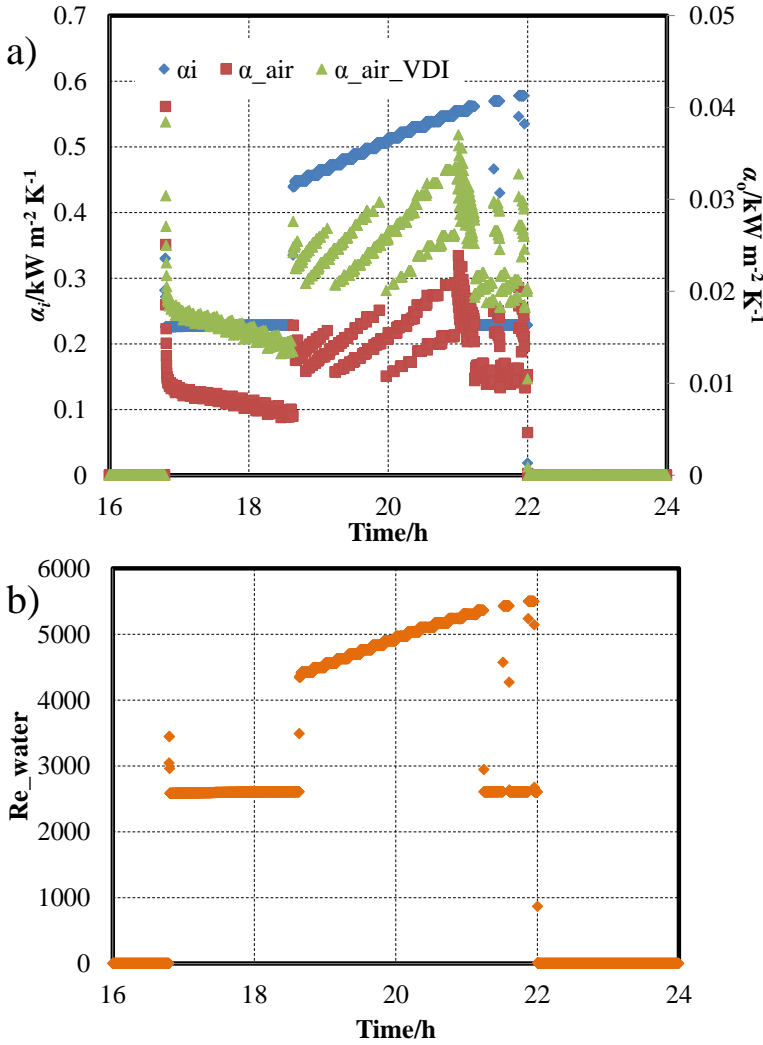 a)
αi α_air α_air_VDI
0.7
0.6
0.5
0.4
0.3
0.2
0.1
0
0.05
0.04
0.03
0.02
0.01
0
αi/kW m-2 K-1
αo/kW m-2 K-1
16 18 20 22 24
Time/h
b)
6000
5000
4000
3000
2000
1000
0
Re_water
16 18 20 22 24
Time/h